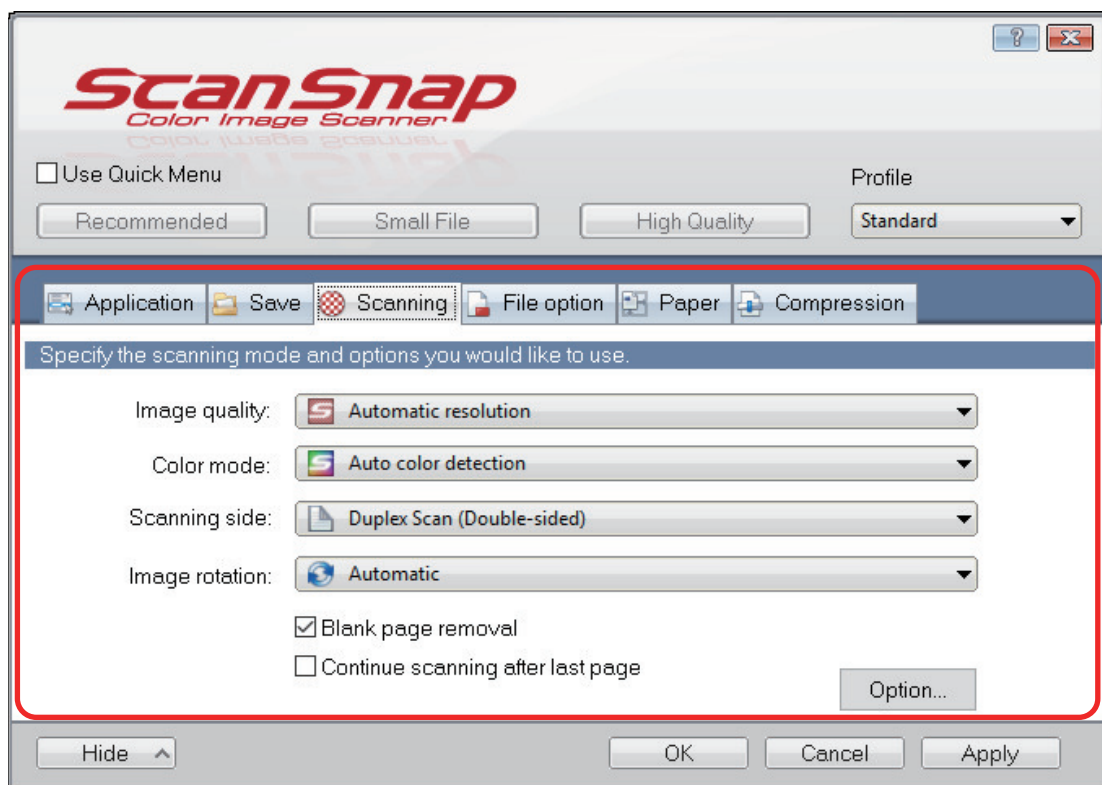 ?
ScanSnap
Color Image Scanner
Use Quick Menu
Profile
Recommended Small File High Quality Standard
Application Save Scanning File option Paper Compression
Specify the scanning mode and options you would like to use.
Image quality: Automatic resolution
Color mode: Auto color detection
Scanning side: Duplex Scan (Double-sided)
Image rotation: Automatic
Blank page removal
Continue scanning after last page
Option...
Hide OK Cancel Apply